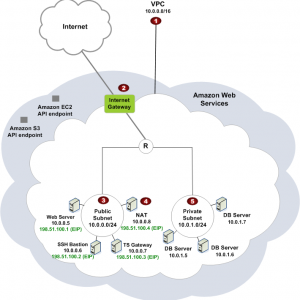 VPC
10.0.0.0/16
1
Internet
2
Internet
Gateway
Amazon Web
Services
Amazon EC2
API endpoint
Amazon S3
API endpoint
R
3
Public
Subnet
10.0.0.0/24
4
NAT
10.0.0.8
198.51.100.4 (EIP)
Web Server
10.0.0.5
198.51.100.1 (EIP)
SSH Bastion
10.0.0.6
198.51.100.2 (EIP)
TS Gateway
10.0.0.7
198.51.100.3 (EIP)
5
Private
Subnet
10.0.1.0/24
DB Server
10.0.1.7
DB Server
10.0.1.5
DB Server
10.0.1.6